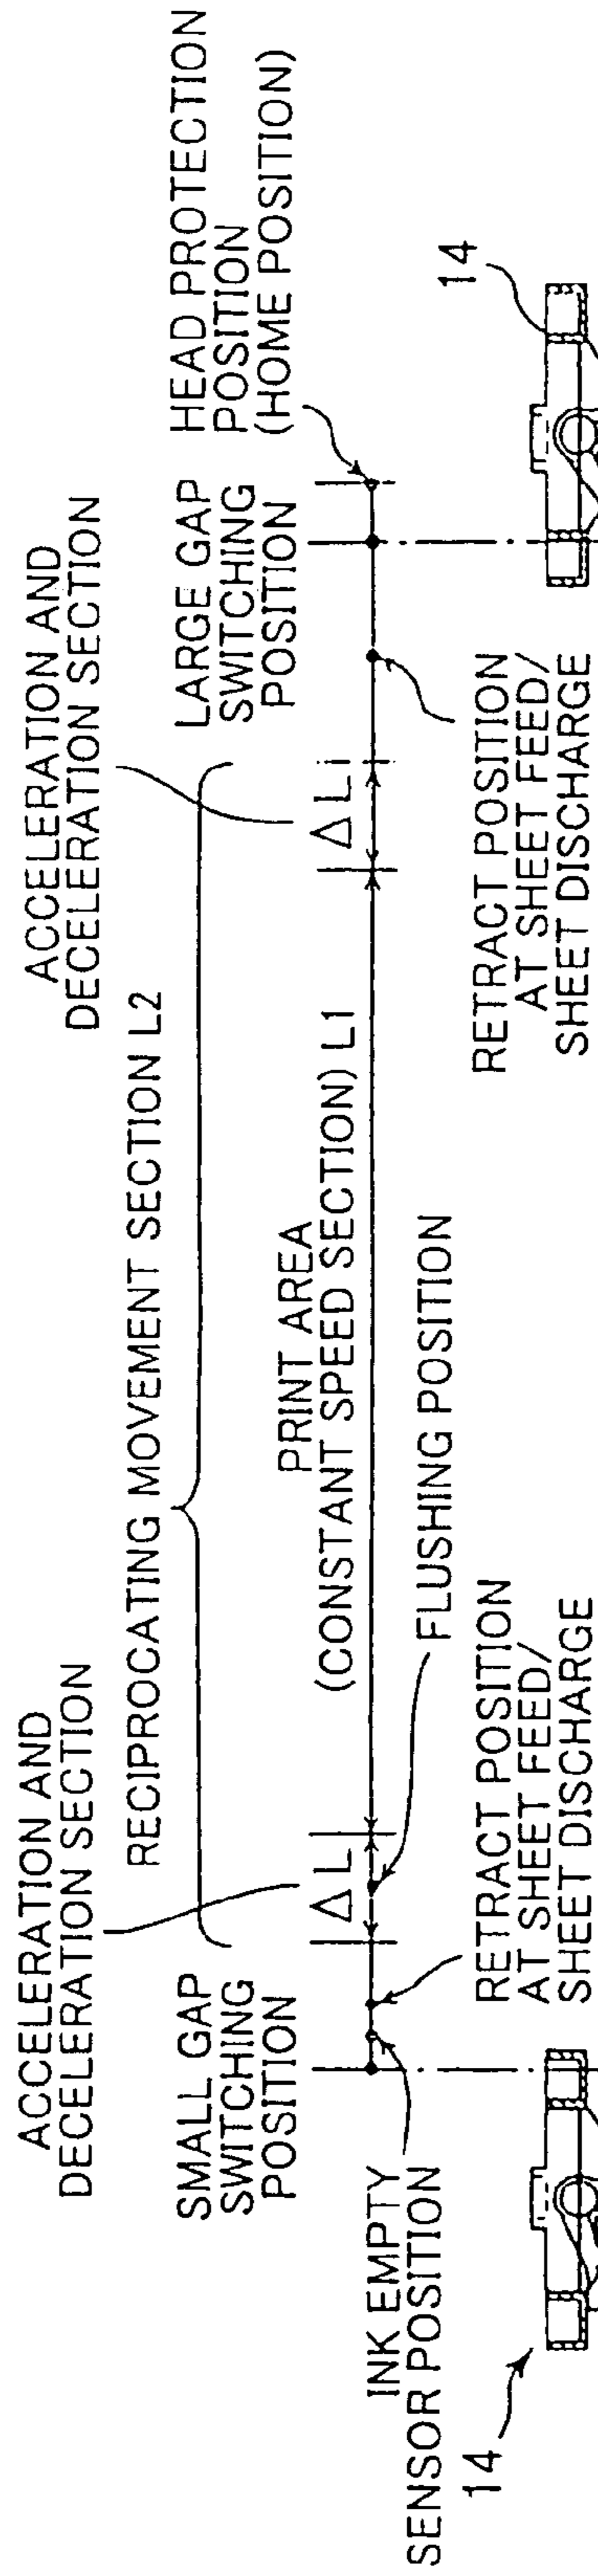 ACCELERATION AND
DECELERATION SECTION
ACCELERATION AND
DECELERATION SECTION
RECIPROCATING MOVEMENT SECTION L2
SMALL GAP
SWITCHING
POSITION
LARGE GAP
SWITCHING
POSITION
HEAD PROTECTION
POSITION
(HOME POSITION)
PRINT AREA
(CONSTANT SPEED SECTION) L1
ΔL
ΔL
INK EMPTY
SENSOR POSITION
FLUSHING POSITION
RETRACT POSITION
AT SHEET FEED/
SHEET DISCHARGE
RETRACT POSITION
AT SHEET FEED/
SHEET DISCHARGE
14
14